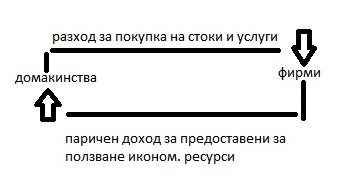 разход за покупка на стоки и услуги
домакинства
фирми
паричен доход за предоставени за
ползване иконом. ресурси